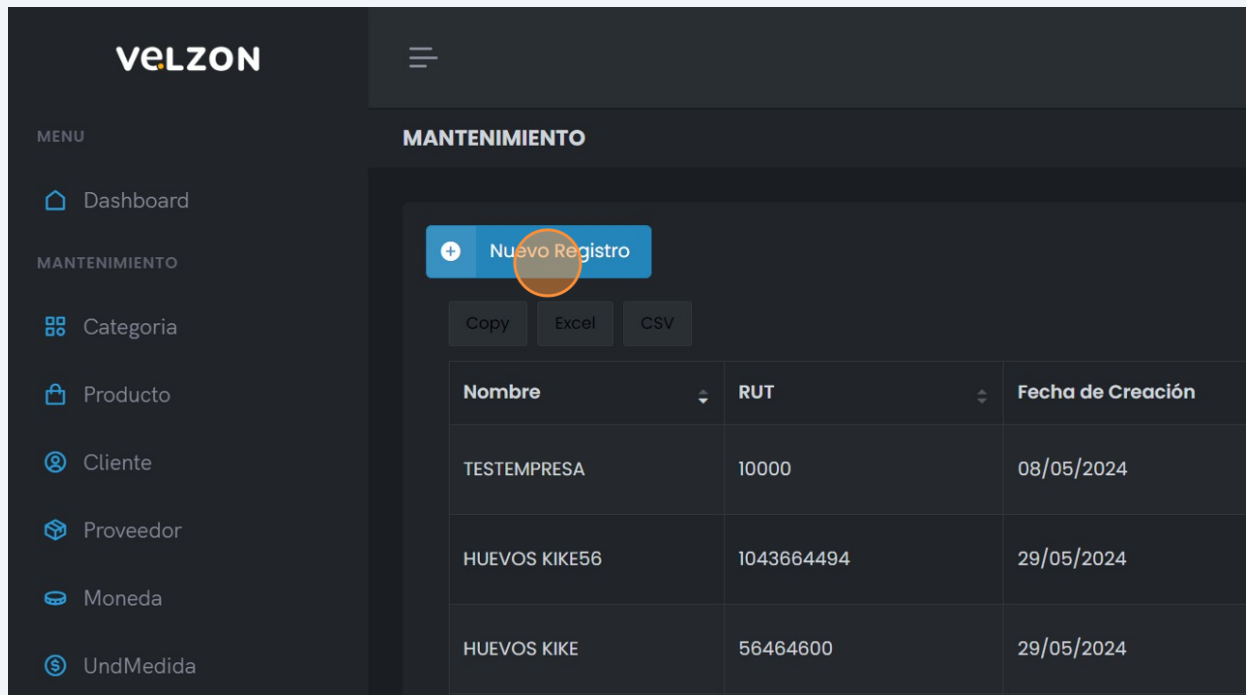 VELZON
MENU
Dashboard
MANTENIMIENTO
Categoria
Producto
Cliente
Proveedor
Moneda
UndMedida
MANTENIMIENTO
Nuevo Registro
Copy Excel CSV
Nombre RUT Fecha de Creación
TESTEMPRESA 10000 08/05/2024
HUEVOS KIKE56 1043664494 29/05/2024
HUEVOS KIKE 56464600 29/05/2024